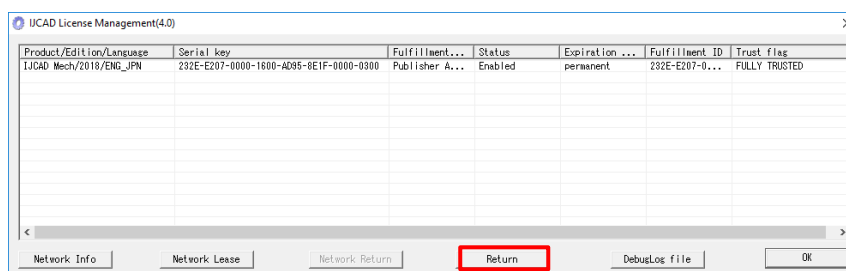 IJCAD License Management(4.0)
Product/Edition/Language Serial key Fulfillment... Status Expiration ... Fulfillment ID Trust flag
IJCAD Mech/2018/ENG_JPN 232E-E207-0000-1600-AD95-8E1F-0000-0300 Publisher A... Enabled permanent 232E-E207-0... FULLY TRUSTED
Network Info Network Lease Network Return Return DebugLog file OK